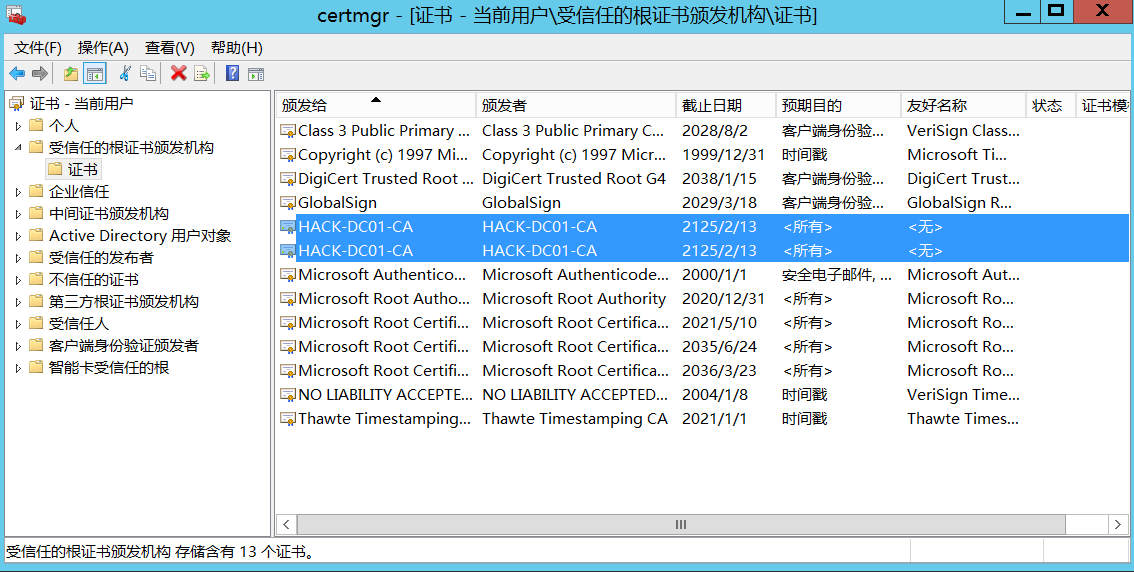 certmgr - [证书 - 当前用户\受信任的根证书颁发机构\证书]
文件(F) 操作(A) 查看(V) 帮助(H)
证书 - 当前用户
个人
受信任的根证书颁发机构
证书
企业信任
中间证书颁发机构
Active Directory 用户对象
受信任的发布者
不信任的证书
第三方根证书颁发机构
受信任人
客户端身份验证颁发者
智能卡受信任的根
颁发给 颁发者 截止日期 预期目的 友好名称 状态 证书模板
Class 3 Public Primary ... Class 3 Public Primary C... 2028/8/2 客户端身份验... VeriSign Class...
Copyright (c) 1997 Mi... Copyright (c) 1997 Micr... 1999/12/31 时间戳 Microsoft Ti...
DigiCert Trusted Root ... DigiCert Trusted Root G4 2038/1/15 客户端身份验... DigiCert Trust...
GlobalSign GlobalSign 2029/3/18 客户端身份验... GlobalSign R...
HACK-DC01-CA HACK-DC01-CA 2125/2/13 <所有> <无>
HACK-DC01-CA HACK-DC01-CA 2125/2/13 <所有> <无>
Microsoft Authentico... Microsoft Authenticode... 2000/1/1 安全电子邮件, ... Microsoft Aut...
Microsoft Root Autho... Microsoft Root Authority 2020/12/31 <所有> Microsoft Ro...
Microsoft Root Certifi... Microsoft Root Certifica... 2021/5/10 <所有> Microsoft Ro...
Microsoft Root Certifi... Microsoft Root Certifica... 2035/6/24 <所有> Microsoft Ro...
Microsoft Root Certifi... Microsoft Root Certifica... 2036/3/23 <所有> Microsoft Ro...
NO LIABILITY ACCEPTE... NO LIABILITY ACCEPTED... 2004/1/8 时间戳 VeriSign Time...
Thawte Timestamping... Thawte Timestamping CA 2021/1/1 时间戳 Thawte Times...
受信任的根证书颁发机构 存储含有 13 个证书。